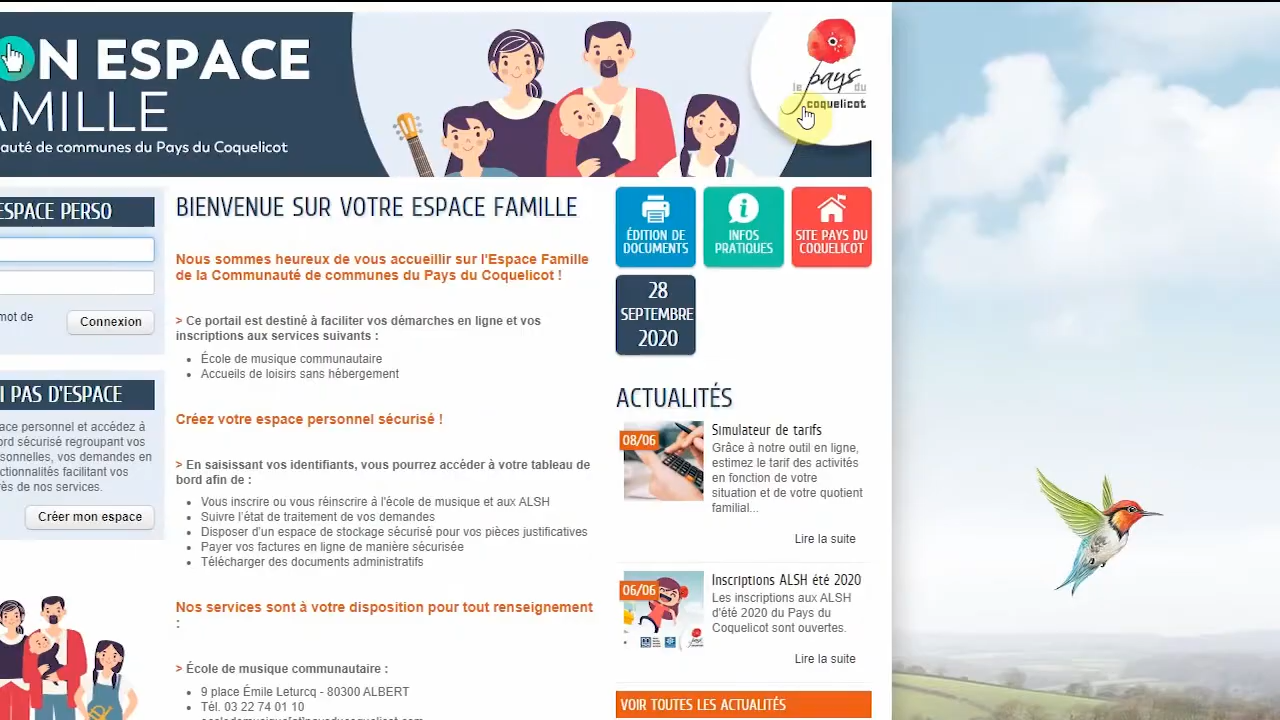 ON ESPACE
AMILLE
auté de communes du Pays du Coquelicot
le pays du
coquelicot
ESPACE PERSO
mot de
Connexion
I PAS D'ESPACE
ace personnel et accédez à
ord sécurisé regroupant vos
sonnelles, vos demandes en
ctionnalités facilitant vos
rès de nos services.
Créer mon espace
BIENVENUE SUR VOTRE ESPACE FAMILLE
Nous sommes heureux de vous accueillir sur l'Espace Famille
de la Communauté de communes du Pays du Coquelicot !
> Ce portail est destiné à faciliter vos démarches en ligne et vos
inscriptions aux services suivants :
École de musique communautaire
Accueils de loisirs sans hébergement
Créez votre espace personnel sécurisé !
> En saisissant vos identifiants, vous pourrez accéder à votre tableau de
bord afin de :
Vous inscrire ou vous réinscrire à l'école de musique et aux ALSH
Suivre l'état de traitement de vos demandes
Disposer d'un espace de stockage sécurisé pour vos pièces justificatives
Payer vos factures en ligne de manière sécurisée
Télécharger des documents administratifs
Nos services sont à votre disposition pour tout renseignement
:
> École de musique communautaire :
9 place Émile Leturcq - 80300 ALBERT
Tél. 03 22 74 01 10
ÉDITION DE
DOCUMENTS
INFOS
PRATIQUES
SITE PAYS DU
COQUELICOT
28
SEPTEMBRE
2020
ACTUALITÉS
08/06
Simulateur de tarifs
Grâce à notre outil en ligne,
estimez le tarif des activités
en fonction de votre
situation et de votre quotient
familial...
Lire la suite
06/06
Inscriptions ALSH été 2020
Les inscriptions aux ALSH
d'été 2020 du Pays du
Coquelicot sont ouvertes.
Lire la suite
VOIR TOUTES LES ACTUALITÉS